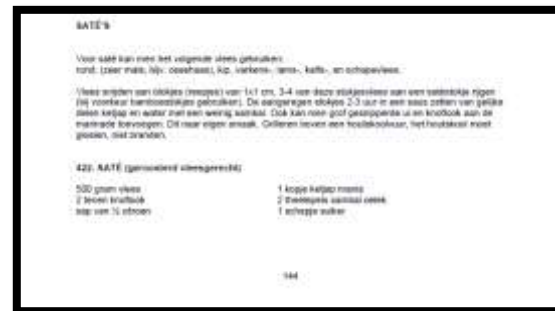 SATÉ'S
Voor saté kan men het volgende vlees gebruiken:
rund, (zeer mals, bijv. ossehaas), kip, varkens-, lams-, kalfs-, en schapevlees.
Vlees snijden aan blokjes (reepjes) van 1x1 cm, 3-4 van deze stukjesvlees aan een satéstokje rijgen
(bij voorkeur bamboestokjes gebruiken). De aangeregen stokjes 2-3 uur in een saus zetten van gelijke
delen ketjap en water met een weinig sambal. Ook kan men grof gesnipperde ui en knoflook aan de
marinade toevoegen. Dit naar eigen smaak. Grilleren boven een houtskoolvuur, het houtskool moet
gloeien, niet branden.
422. SATÉ (geroosterd vleesgerecht)
500 gram vlees 1 kopje ketjap manis
2 tenen knoflook 2 theelepels sambal oelek
sap van ½ citroen 1 schepje suiker
144